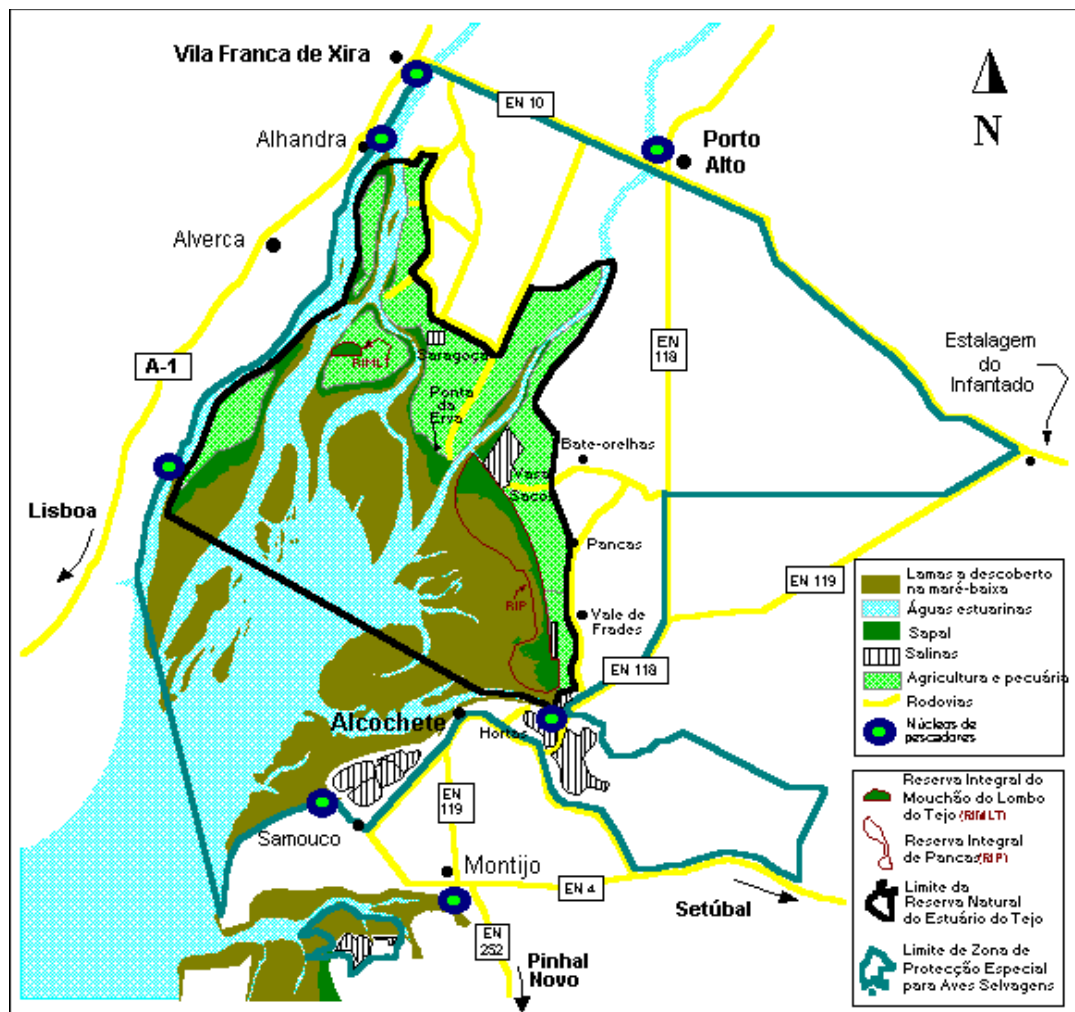 Vila Franca de Xira
EN 10
N
Alhandra
Porto
Alto
Alverca
A-1
EN
118
Estalagem
do
Infantado
Saragoça
RIMLT
Ponta
da
Erva
Bate-orelhas
Vasa
Sacos
Lisboa
Pancas
EN 119
RIP
Vale de
Frades
EN 118
Alcochete
Hortas
EN
119
Samouco
Montijo
EN 4
Setúbal
EN
252
Pinhal
Novo
Lamas a descoberto
na maré-baixa
Águas estuarinas
Sapal
Salinas
Agricultura e pecuária
Rodovias
Núcleos de
pescadores
Reserva Integral do
Mouchão do Lombo
do Tejo (RIMLT)
Reserva Integral
de Pancas(RIP)
Limite da
Reserva Natural
do Estuário do Tejo
Limite de Zona de
Protecção Especial
para Aves Selvagens